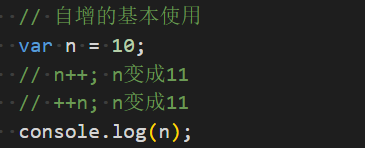 // 自增的基本使用
var n = 10;
// n++; n变成11
// ++n; n变成11
console.log(n);